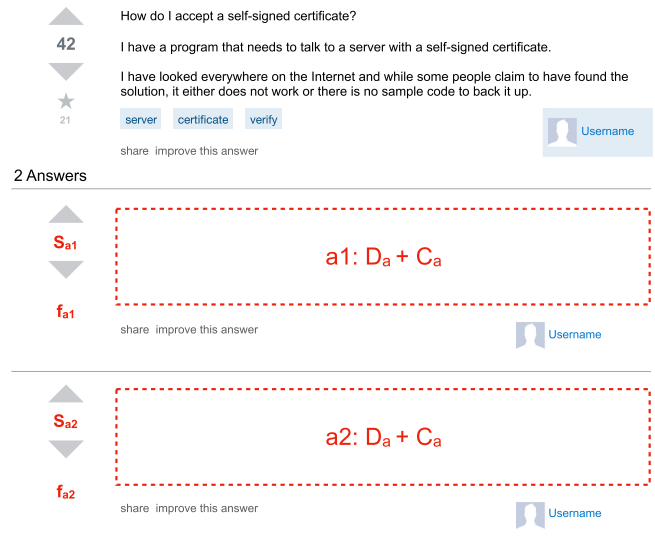 How do I accept a self-signed certificate?
42
I have a program that needs to talk to a server with a self-signed certificate.
I have looked everywhere on the Internet and while some people claim to have found the
solution, it either does not work or there is no sample code to back it up.
21
server certificate verify
Username
share improve this answer
2 Answers
Sa1
a1: Da + Ca
fa1
share improve this answer
Username
Sa2
a2: Da + Ca
fa2
share improve this answer
Username